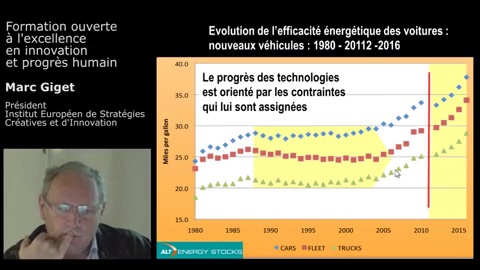 Formation ouverte
à l'excellence
en innovation
et progrès humain
Marc Giget
Président
Institut Européen de Stratégies
Créatives et d'Innovation
Evolution de l'efficacité énergétique des voitures :
nouveaux véhicules : 1980 - 20112 -2016
Le progrès des technologies
est orienté par les contraintes
qui lui sont assignées
Miles per gallon
40.0
35.0
30.0
25.0
20.0
15.0
1980
1985
1990
1995
2000
2005
2010
2015
ALT ENERGY STOCKS
CARS
FLEET
TRUCKS